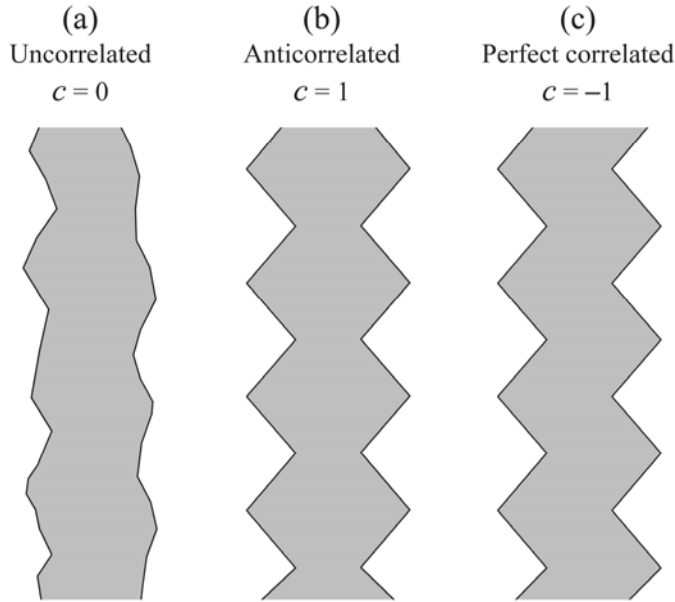 (a)
Uncorrelated
c = 0
(b)
Anticorrelated
c = 1
(c)
Perfect correlated
c = −1